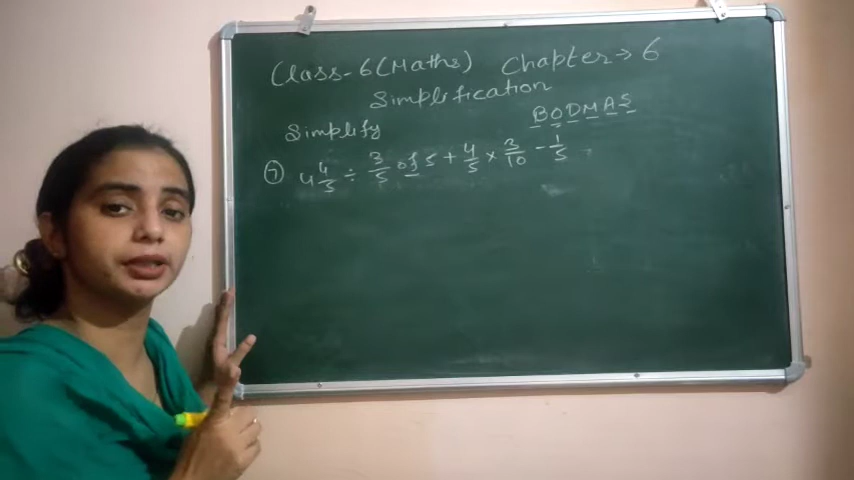 Class-6 (Maths) Chapter → 6
Simplification
BODMAS
Simplify
(7) 4 4/5 ÷ 3/5 of 5 + 4/5 × 3/10 - 1/5